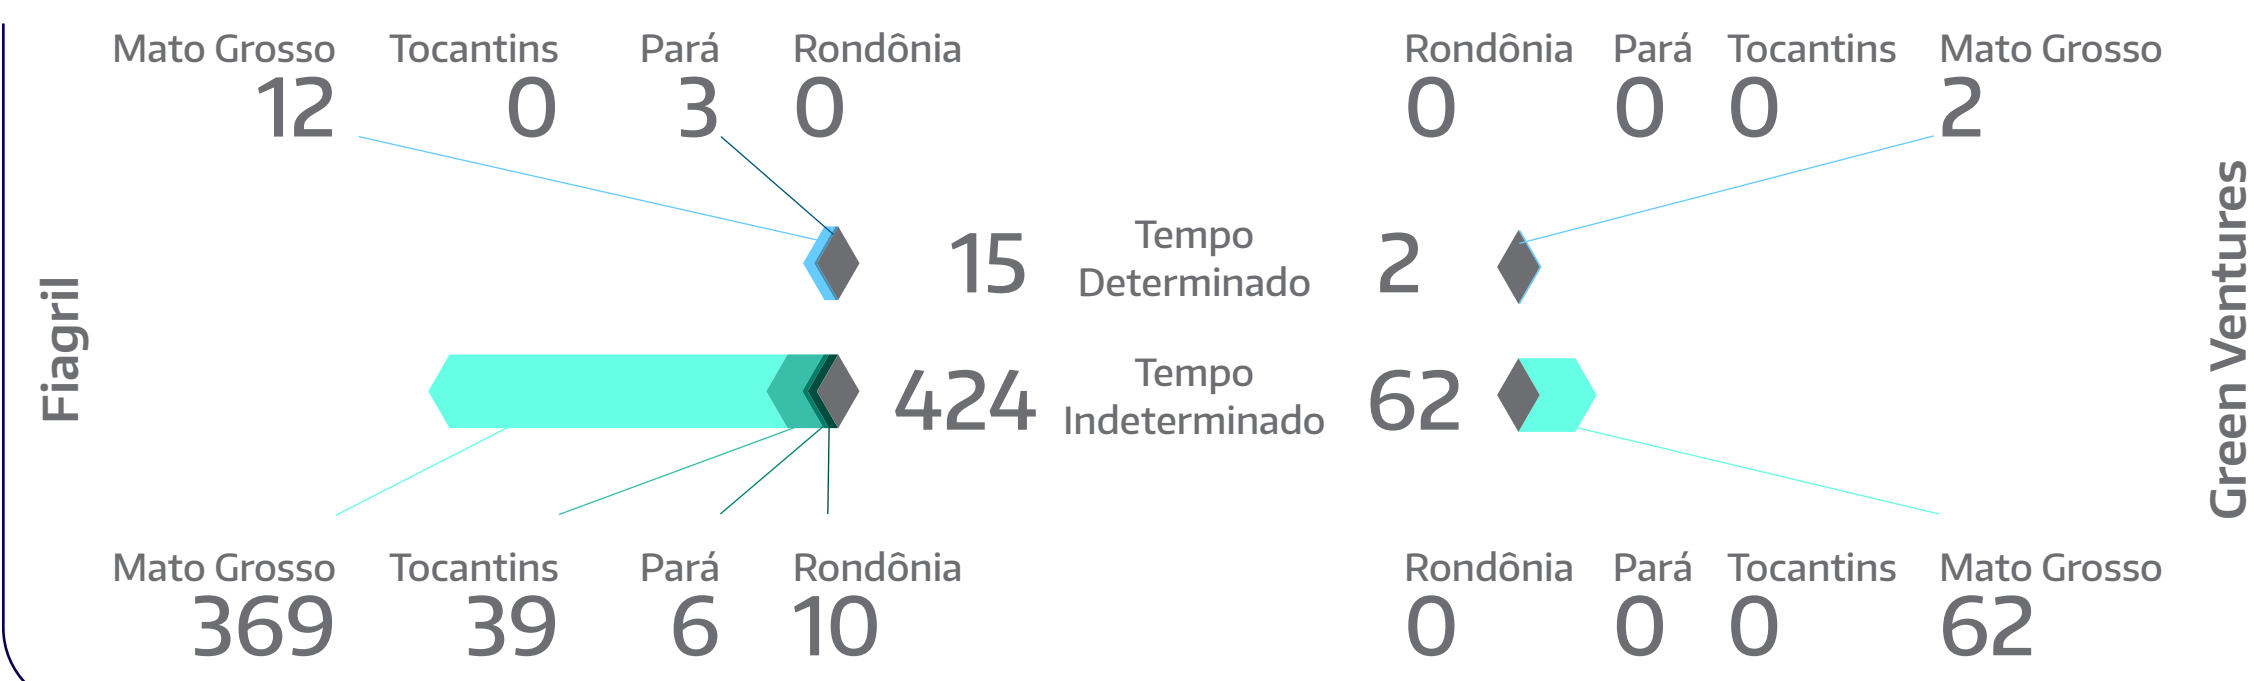 Mato Grosso Tocantins Pará Rondônia Rondônia Pará Tocantins Mato Grosso
12 0 3 0 0 0 0 2
Fiagril
15 Tempo Determinado 2
424 Tempo Indeterminado 62
Green Ventures
Mato Grosso Tocantins Pará Rondônia Rondônia Pará Tocantins Mato Grosso
369 39 6 10 0 0 0 62